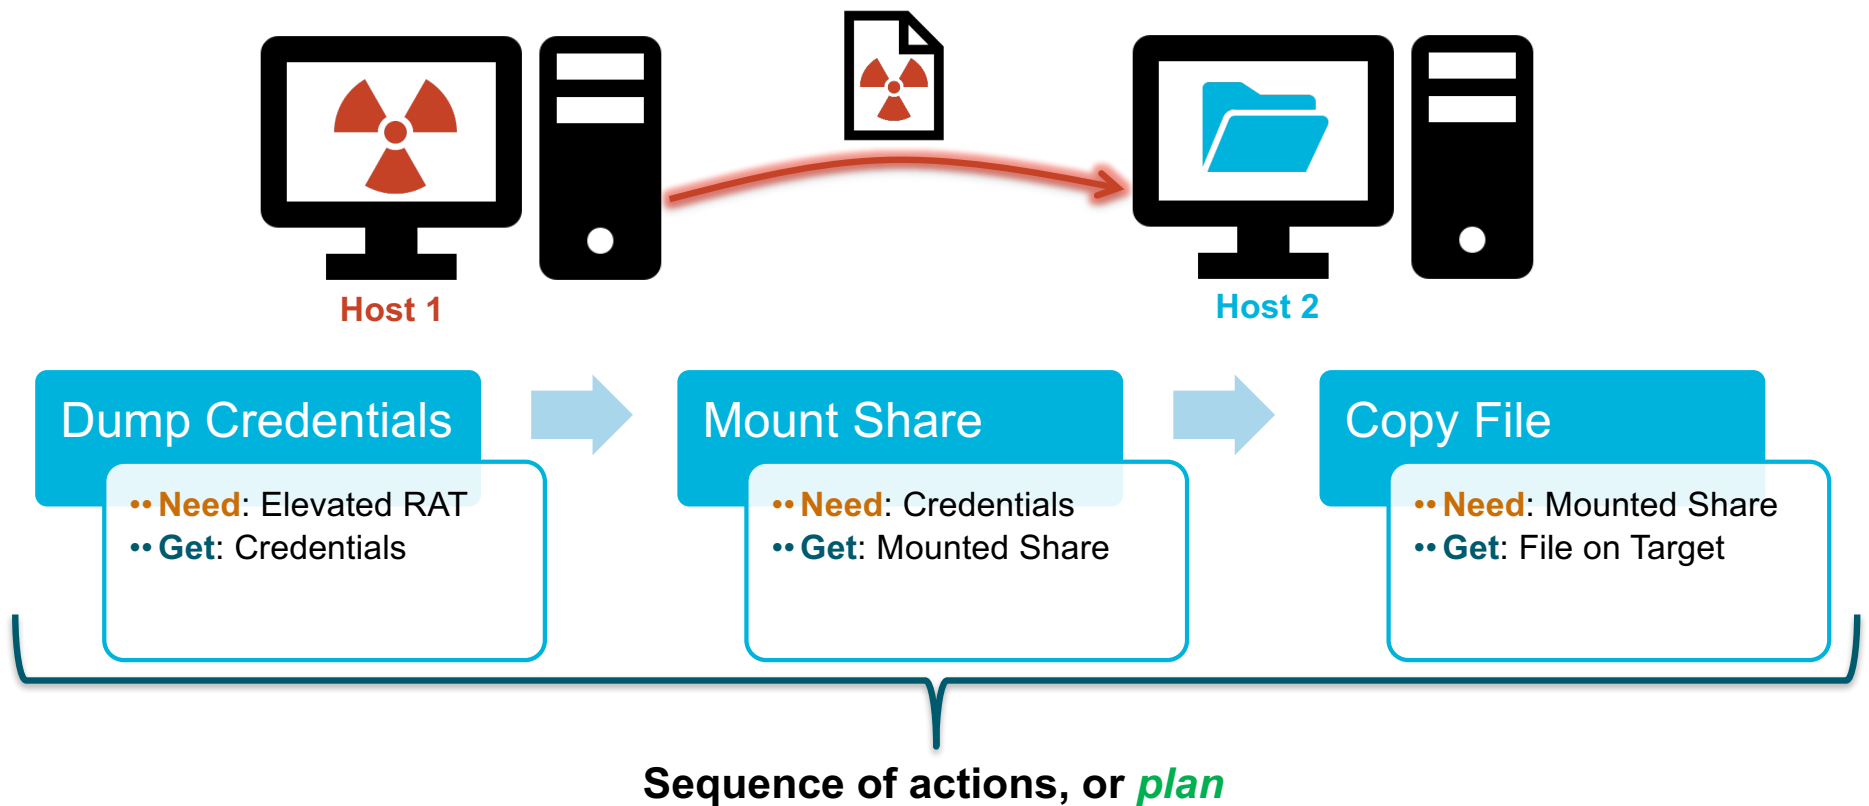 Host 1
Host 2
Dump Credentials
•• Need: Elevated RAT
•• Get: Credentials
Mount Share
•• Need: Credentials
•• Get: Mounted Share
Copy File
•• Need: Mounted Share
•• Get: File on Target
Sequence of actions, or plan